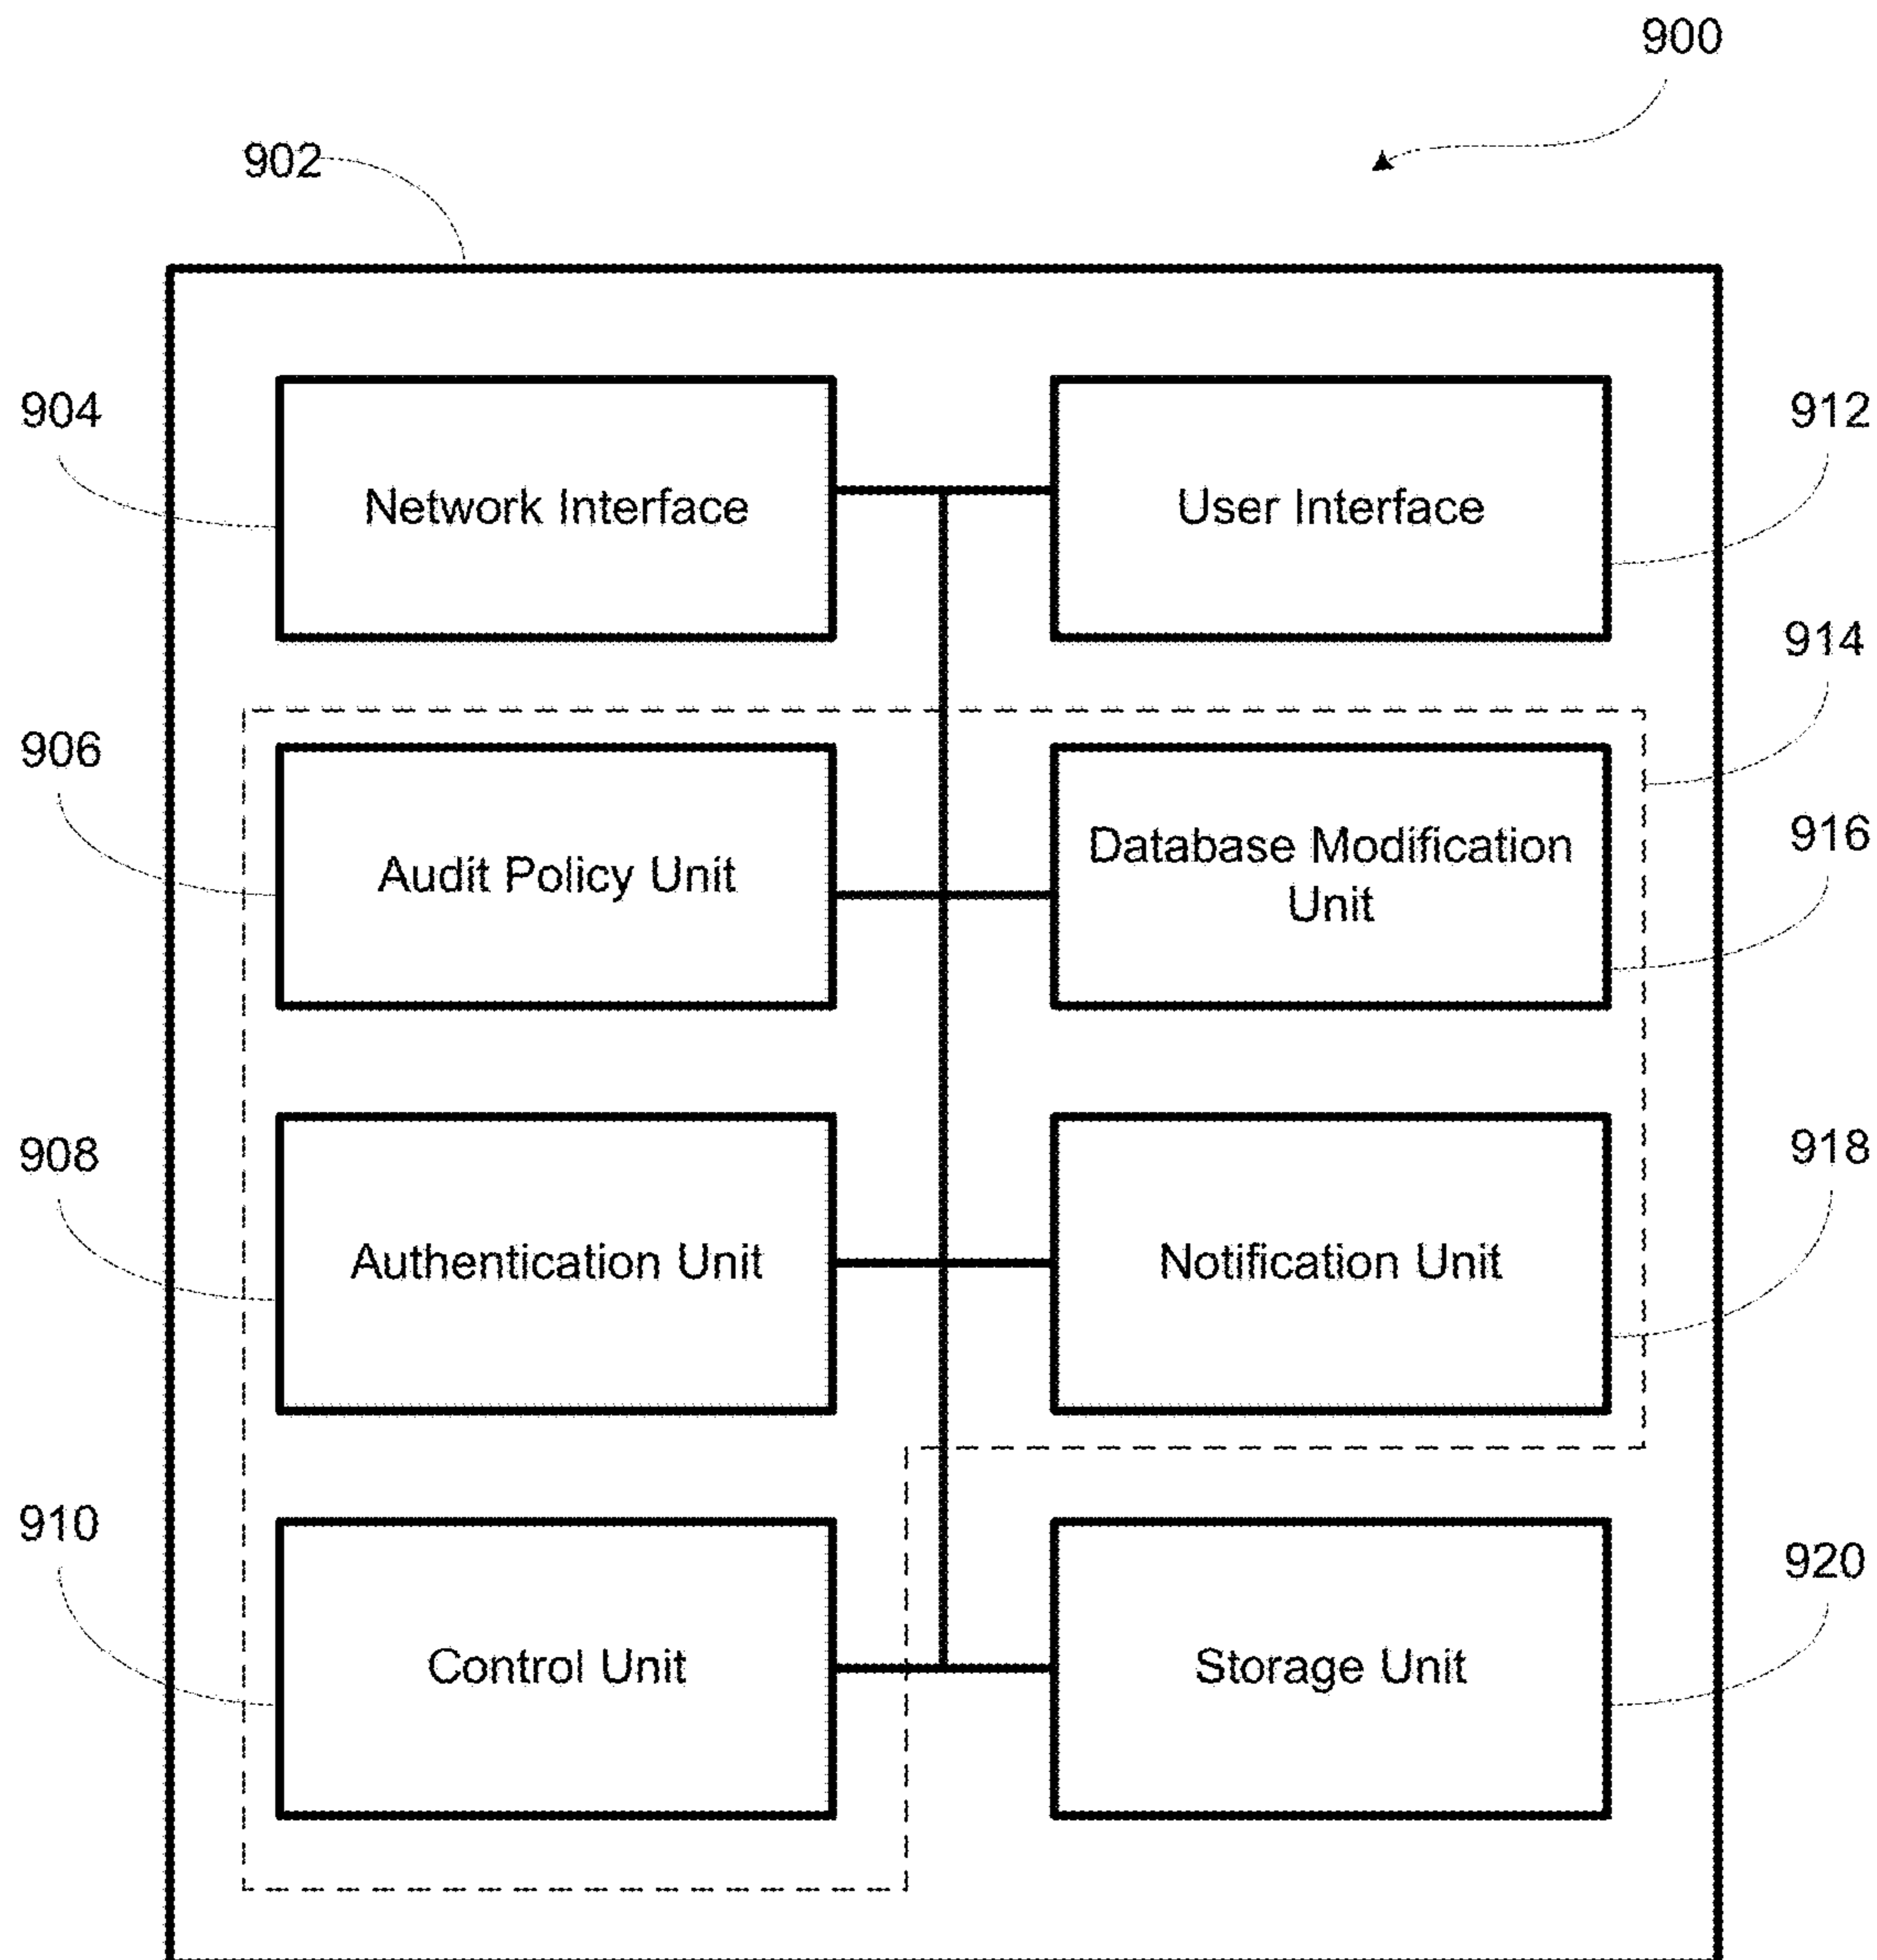 900
902
904
Network Interface
User Interface
912
914
906
Audit Policy Unit
Database Modification
Unit
916
908
Authentication Unit
Notification Unit
918
910
Control Unit
Storage Unit
920